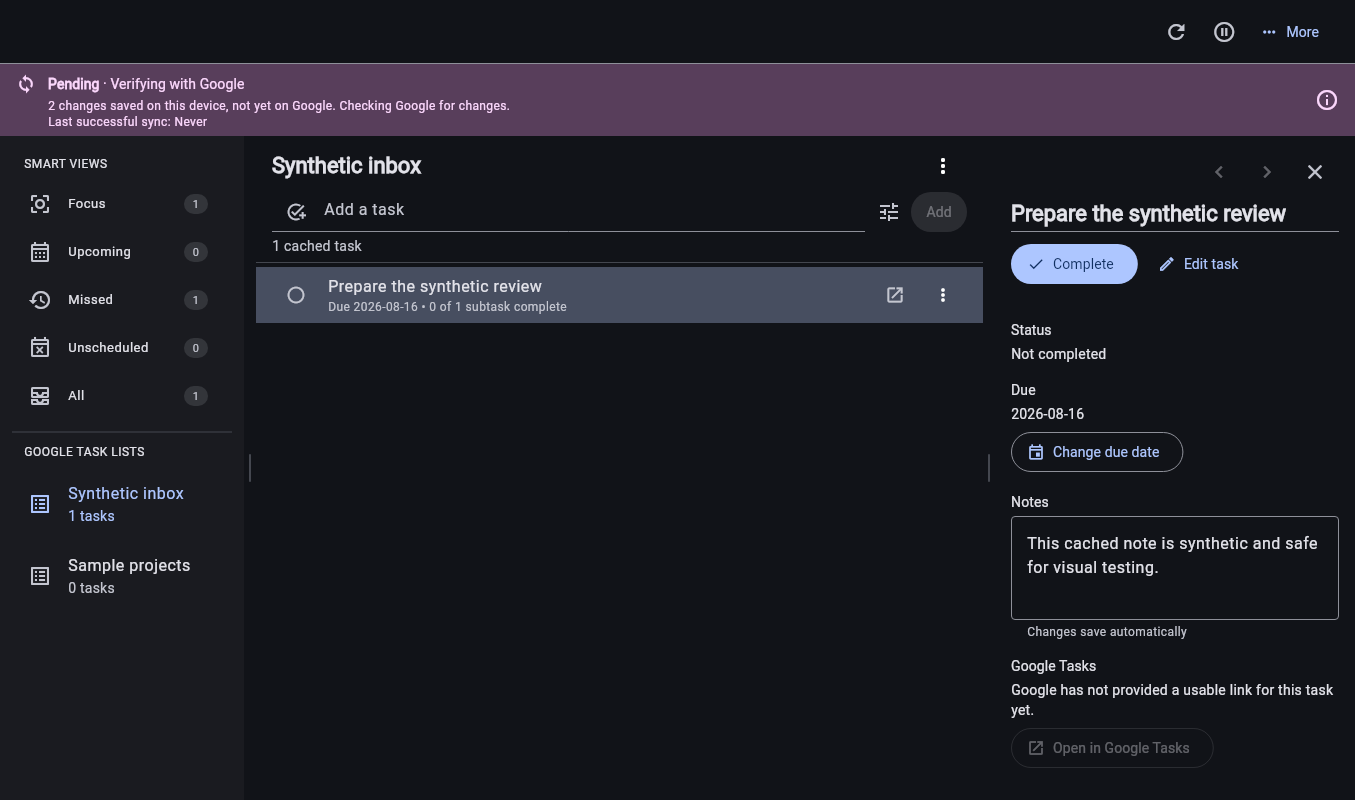 More
Pending · Verifying with Google
2 changes saved on this device, not yet on Google. Checking Google for changes.
Last successful sync: Never
SMART VIEWS
Focus 1
Upcoming 0
Missed 1
Unscheduled 0
All 1
GOOGLE TASK LISTS
Synthetic inbox
1 tasks
Sample projects
0 tasks
Synthetic inbox
Add a task
Add
1 cached task
Prepare the synthetic review
Due 2026-08-16 • 0 of 1 subtask complete
Prepare the synthetic review
Complete
Edit task
Status
Not completed
Due
2026-08-16
Change due date
Notes
This cached note is synthetic and safe
for visual testing.
Changes save automatically
Google Tasks
Google has not provided a usable link for this task
yet.
Open in Google Tasks